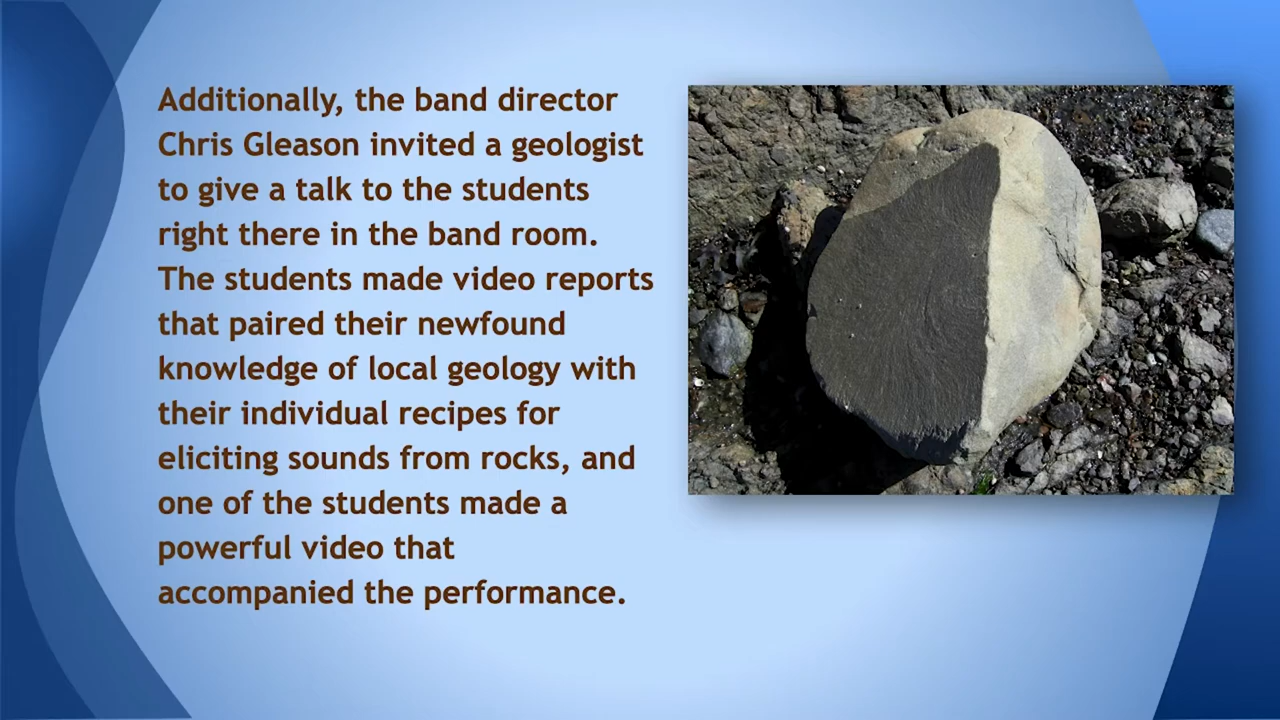 Additionally, the band director
Chris Gleason invited a geologist
to give a talk to the students
right there in the band room.
The students made video reports
that paired their newfound
knowledge of local geology with
their individual recipes for
eliciting sounds from rocks, and
one of the students made a
powerful video that
accompanied the performance.